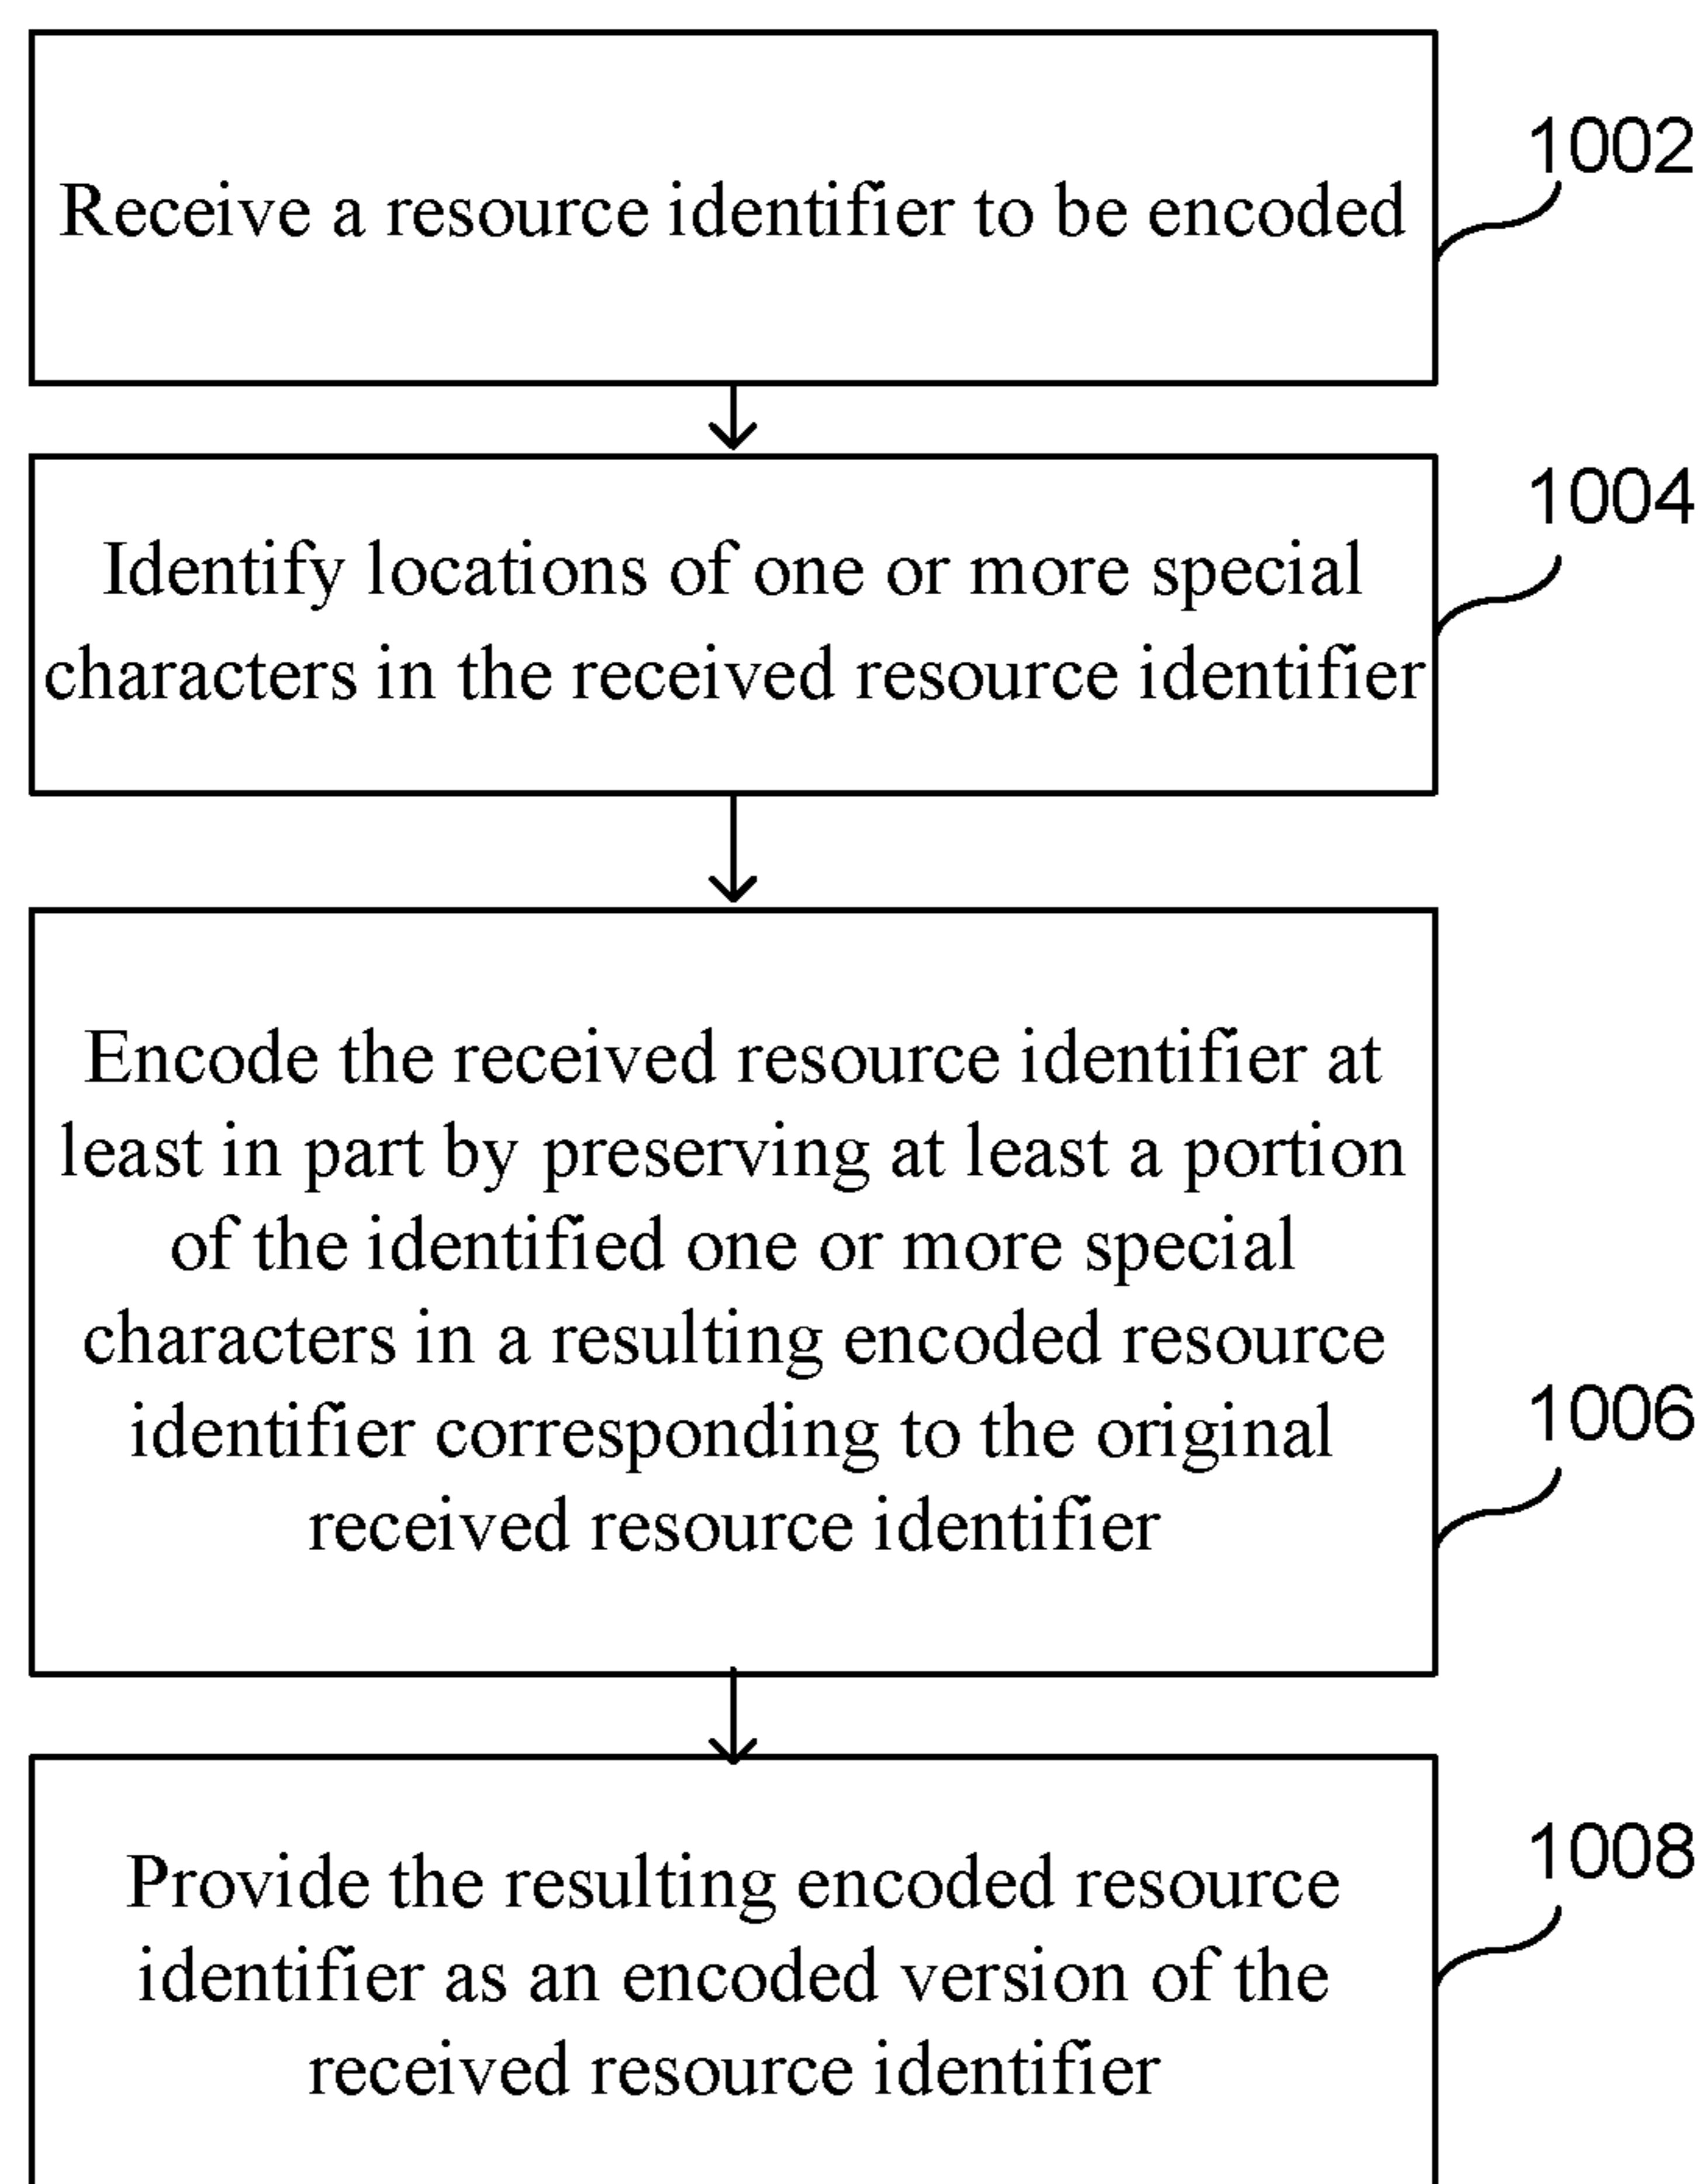 Receive a resource identifier to be encoded
1002
Identify locations of one or more special
characters in the received resource identifier
1004
Encode the received resource identifier at
least in part by preserving at least a portion
of the identified one or more special
characters in a resulting encoded resource
identifier corresponding to the original
received resource identifier
1006
Provide the resulting encoded resource
identifier as an encoded version of the
received resource identifier
1008